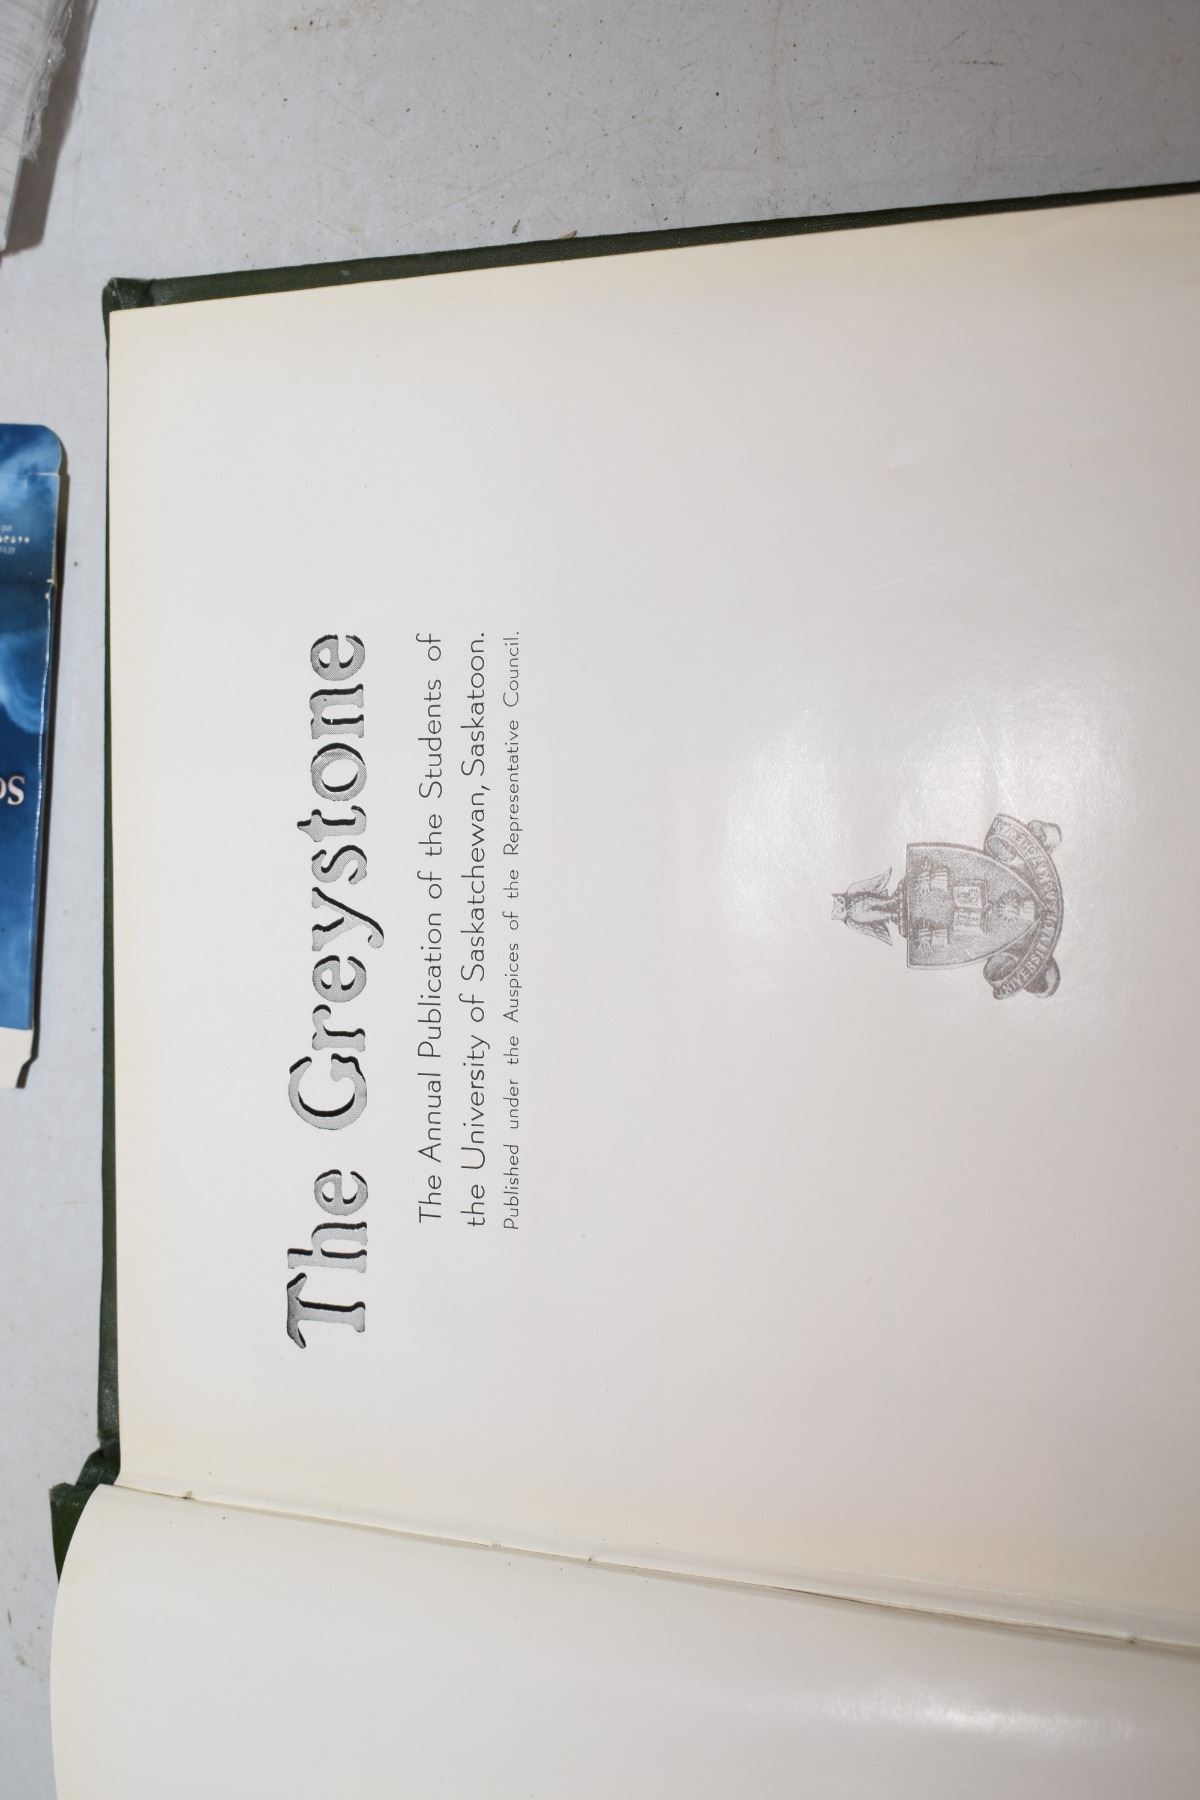 The Greystone
The Annual Publication of the Students of
the University of Saskatchewan, Saskatoon.
Published under the Auspices of the Representative Council.